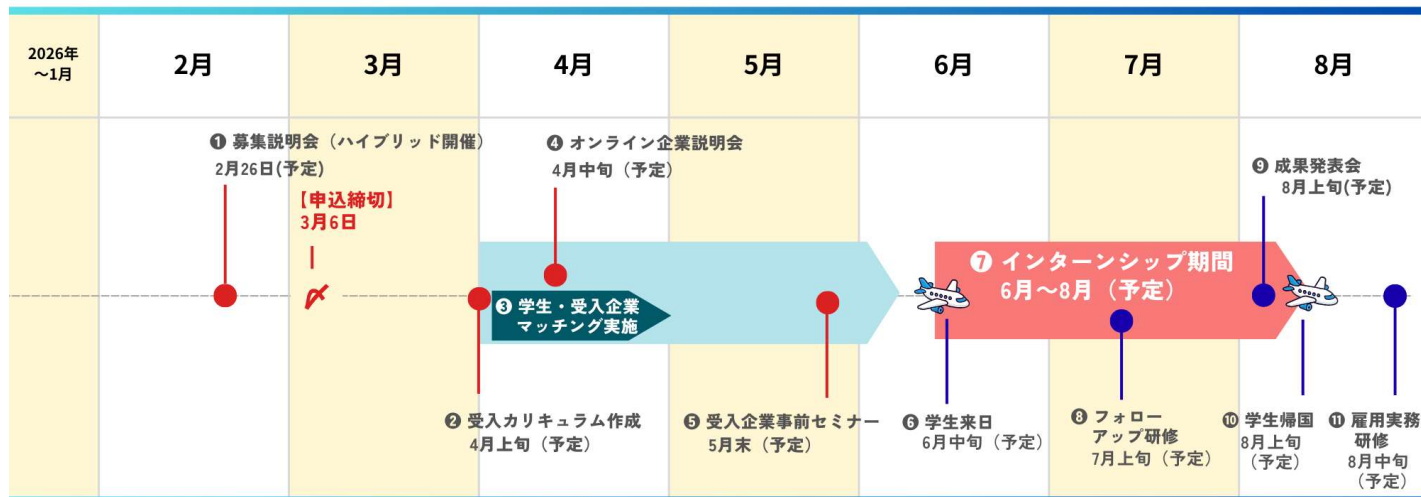 2026年
～1月
2月
3月
4月
5月
6月
7月
8月
❶ 募集説明会（ハイブリッド開催）
2月26日(予定)
【申込締切】
3月6日
〆
❹ オンライン企業説明会
4月中旬（予定）
❾ 成果発表会
8月上旬(予定)
❸ 学生・受入企業
マッチング実施
❼ インターンシップ期間
6月～8月（予定）
❷ 受入カリキュラム作成
4月上旬（予定）
❺ 受入企業事前セミナー
5月末（予定）
❻ 学生来日
6月中旬（予定）
❽ フォロー
アップ研修
7月上旬（予定）
❿ 学生帰国
8月上旬
（予定）
⓫ 雇用実務
研修
8月中旬
（予定）